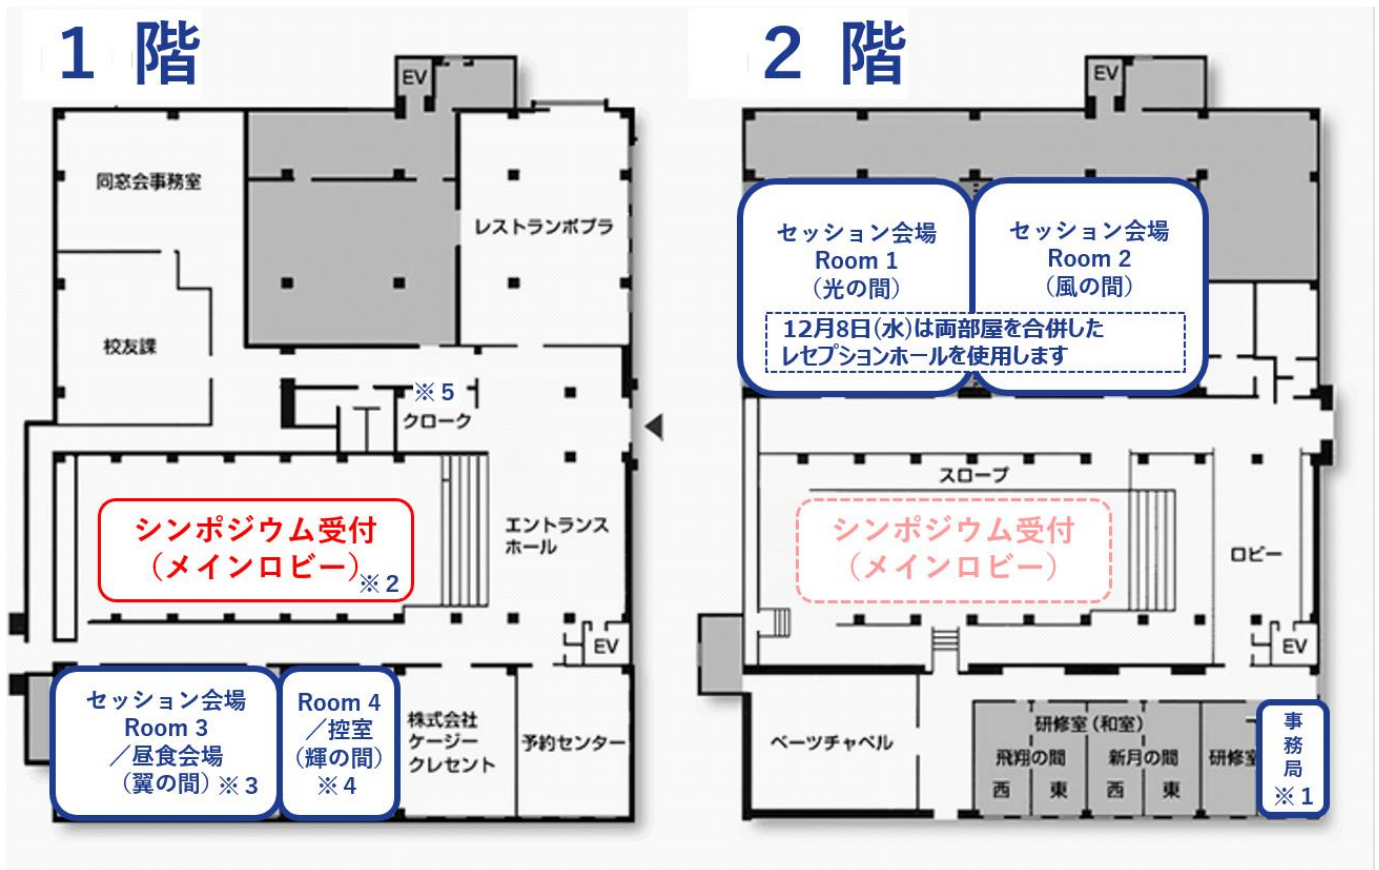 1 階
EV
同窓会事務室
レストランポプラ
校友課
※5
クローク
シンポジウム受付
（メインロビー）※2
エントランス
ホール
EV
セッション会場
Room 3
／昼食会場
（翼の間）※3
Room 4
／控室
（輝の間）
※4
株式会社
ケージー
クレセント
予約センター
2 階
EV
セッション会場
Room 1
（光の間）
セッション会場
Room 2
（風の間）
12月8日(水)は両部屋を合併した
レセプションホールを使用します
スロープ
シンポジウム受付
（メインロビー）
ロビー
EV
ベーツチャペル
研修室（和室）
飛翔の間
西 東
新月の間
西 東
研修室
事
務
局
※1